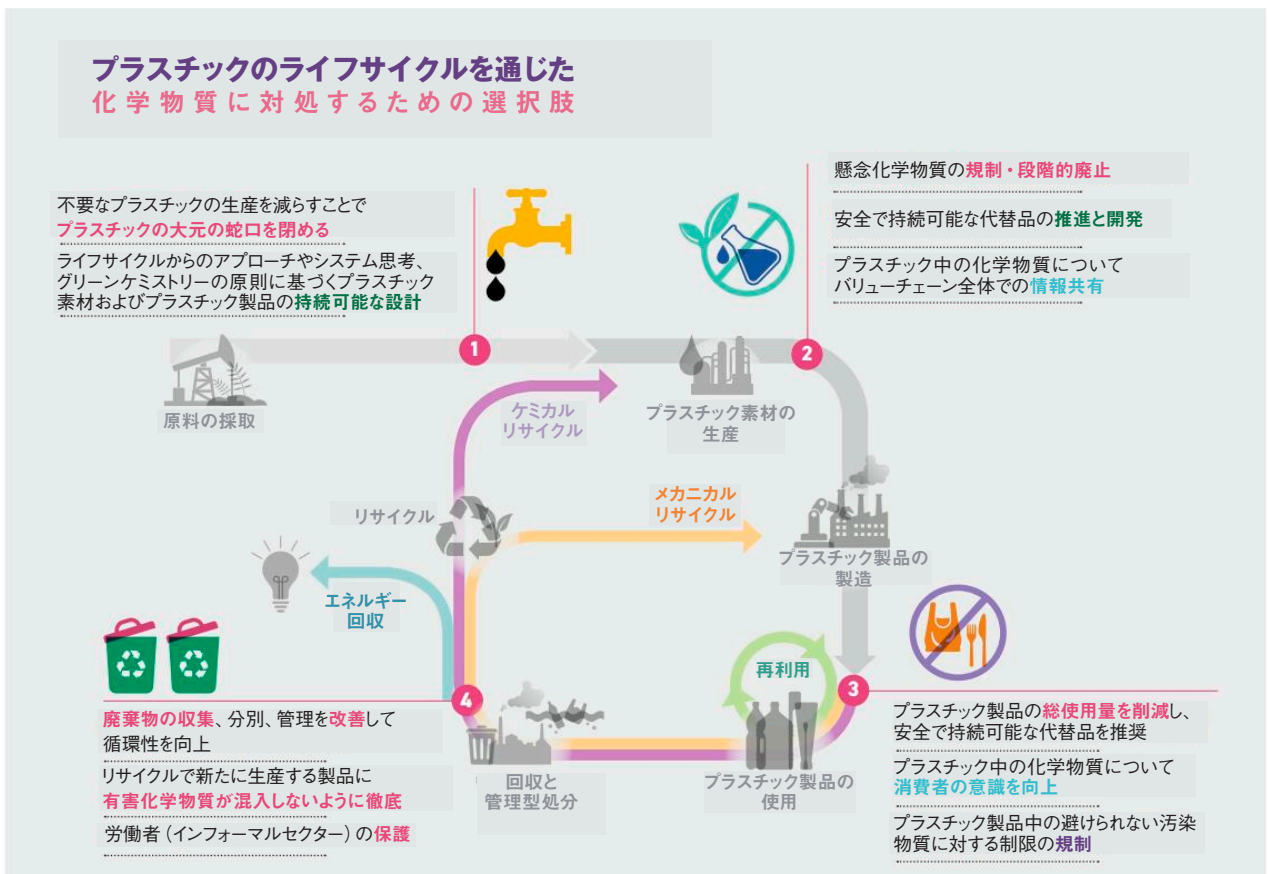 プラスチックのライフサイクルを通じた
化学物質に対処するための選択肢
不要なプラスチックの生産を減らすことで
プラスチックの大元の蛇口を閉める
ライフサイクルからのアプローチやシステム思考、
グリーンケミストリーの原則に基づくプラスチック
素材およびプラスチック製品の持続可能な設計
懸念化学物質の規制・段階的廃止
安全で持続可能な代替品の推進と開発
プラスチック中の化学物質について
バリューチェーン全体での情報共有
1
2
原料の採取
ケミカル
リサイクル
プラスチック素材の
生産
リサイクル
メカニカル
リサイクル
プラスチック製品の
製造
エネルギー
回収
再利用
4
3
廃棄物の収集、分別、管理を改善して
循環性を向上
リサイクルで新たに生産する製品に
有害化学物質が混入しないように徹底
労働者(インフォーマルセクター)の保護
回収と
管理型処分
プラスチック製品の
使用
プラスチック製品の総使用量を削減し、
安全で持続可能な代替品を推奨
プラスチック中の化学物質について
消費者の意識を向上
プラスチック製品中の避けられない汚染
物質に対する制限の規制